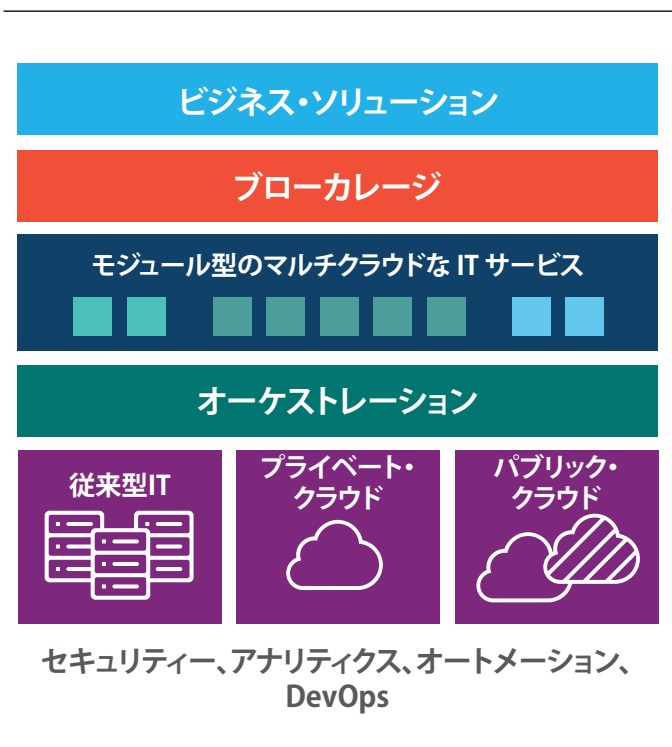 ビジネス・ソリューション
ブローカレージ
モジュール型のマルチクラウドな IT サービス
オーケストレーション
従来型IT
プライベート・
クラウド
パブリック・
クラウド
セキュリティー、アナリティクス、オートメーション、
DevOps